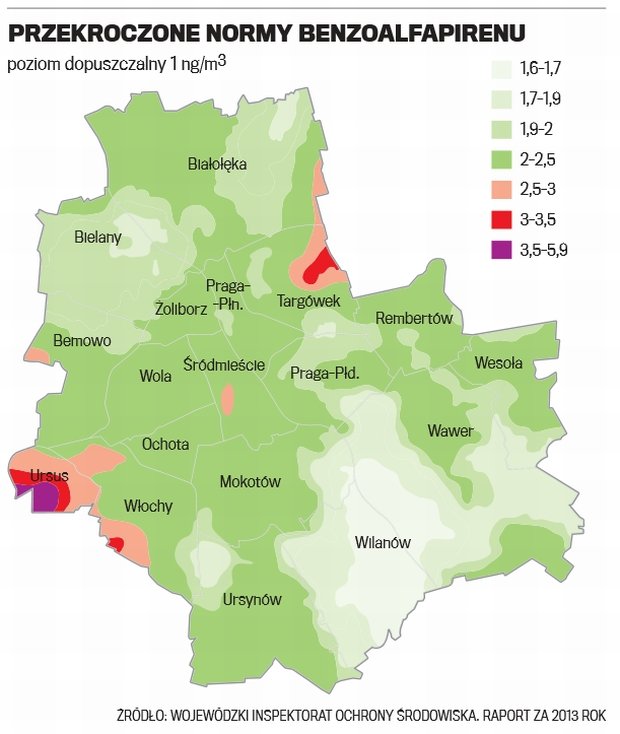 PRZEKROCZONE NORMY BENZOALFAPIRENU
poziom dopuszczalny 1 ng/m³
1,6–1,7
1,7–1,9
1,9–2
2–2,5
2,5–3
3–3,5
3,5–5,9
Białołęka
Bielany
Praga-
-Płn.
Żoliborz
Targówek
Rembertów
Bemowo
Śródmieście
Wola
Praga-Płd.
Wesoła
Wawer
Ochota
Ursus
Mokotów
Włochy
Wilanów
Ursynów
ŹRÓDŁO: WOJEWÓDZKI INSPEKTORAT OCHRONY ŚRODOWISKA. RAPORT ZA 2013 ROK